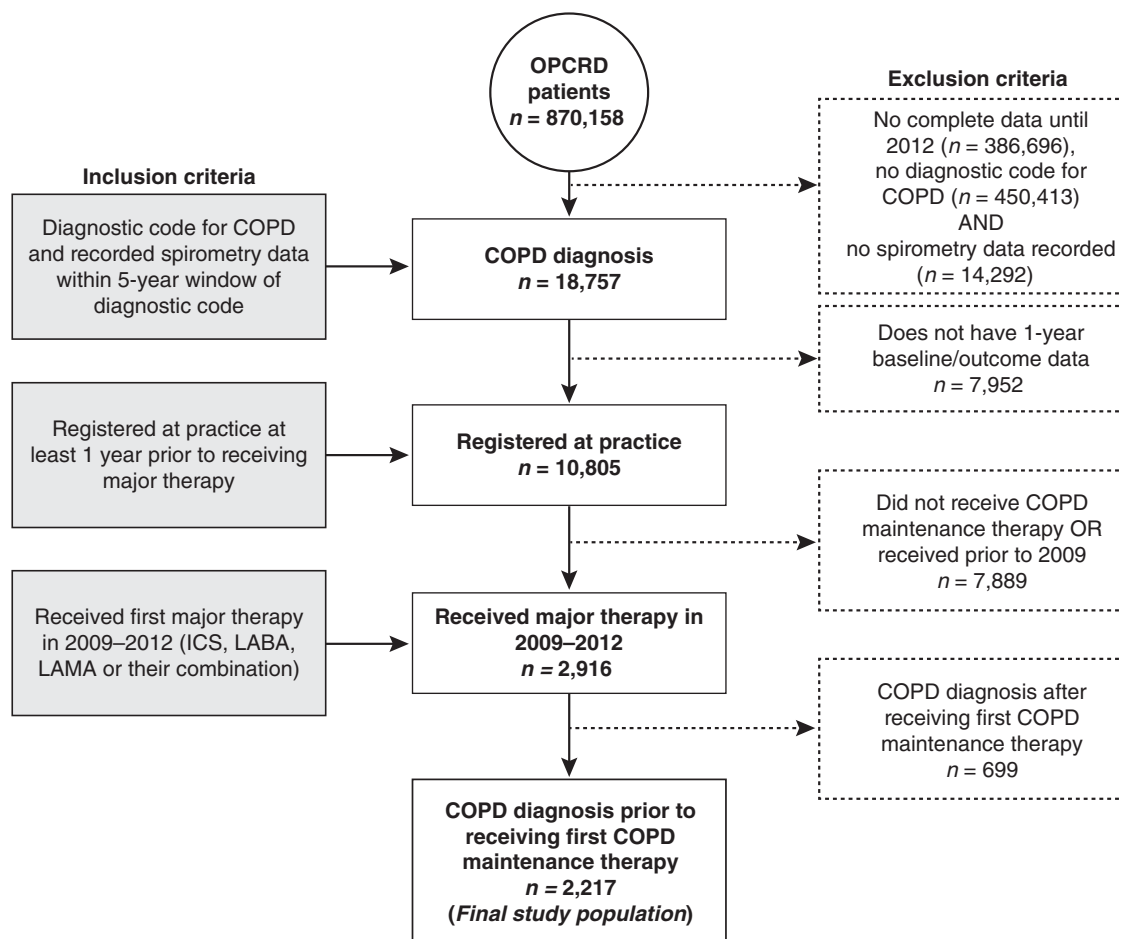 OPCRD
patients
n = 870,158
Exclusion criteria
No complete data until
2012 (n = 386,696),
no diagnostic code for
COPD (n = 450,413)
AND
no spirometry data recorded
(n = 14,292)
Inclusion criteria
Diagnostic code for COPD
and recorded spirometry data
within 5-year window of
diagnostic code
COPD diagnosis
n = 18,757
Does not have 1-year
baseline/outcome data
n = 7,952
Registered at practice at
least 1 year prior to receiving
major therapy
Registered at practice
n = 10,805
Did not receive COPD
maintenance therapy OR
received prior to 2009
n = 7,889
Received first major therapy
in 2009–2012 (ICS, LABA,
LAMA or their combination)
Received major therapy in
2009–2012
n = 2,916
COPD diagnosis after
receiving first COPD
maintenance therapy
n = 699
COPD diagnosis prior to
receiving first COPD
maintenance therapy
n = 2,217
(Final study population)